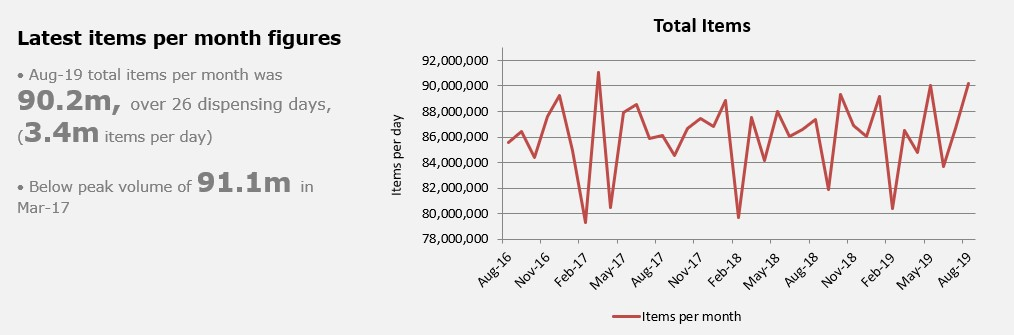 Latest items per month figures
• Aug-19 total items per month was
90.2m, over 26 dispensing days,
(3.4m items per day)
• Below peak volume of 91.1m in
Mar-17
Total Items
92,000,000
90,000,000
88,000,000
86,000,000
84,000,000
82,000,000
80,000,000
78,000,000
Items per day
Aug-16
Nov-16
Feb-17
May-17
Aug-17
Nov-17
Feb-18
May-18
Aug-18
Nov-18
Feb-19
May-19
Aug-19
Items per month